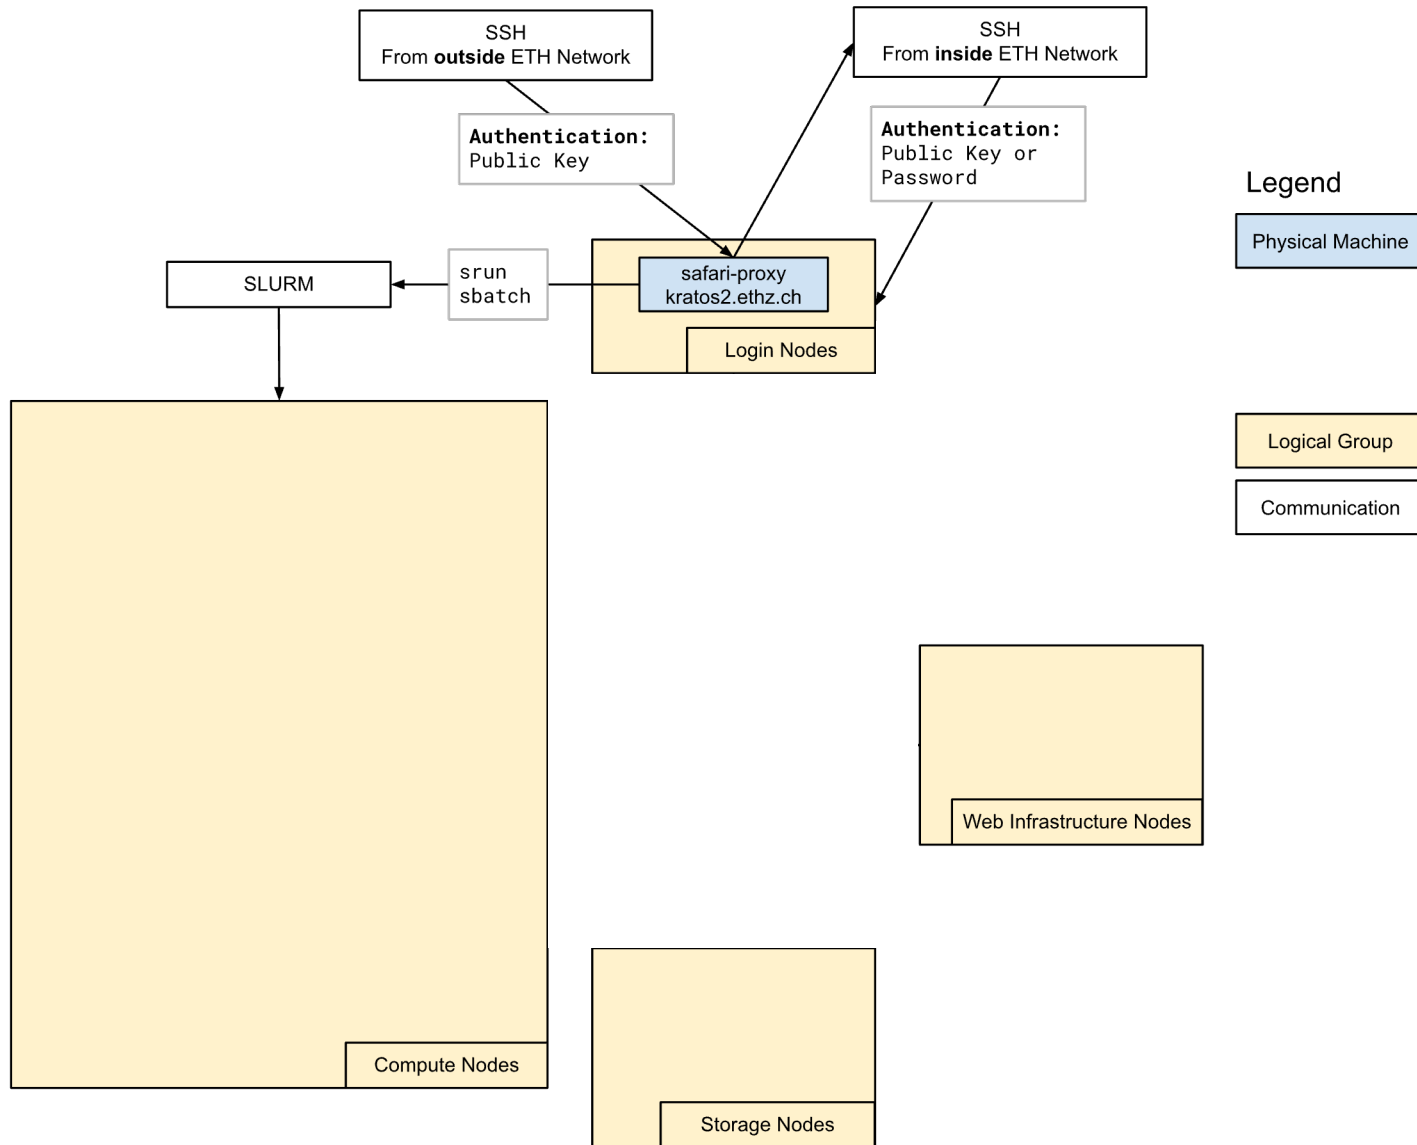 SSH
From outside ETH Network
SSH
From inside ETH Network
Authentication:
Public Key
Authentication:
Public Key or
Password
Legend
Physical Machine
safari-proxy
kratos2.ethz.ch
srun
sbatch
SLURM
Login Nodes
Logical Group
Communication
Web Infrastructure Nodes
Compute Nodes
Storage Nodes